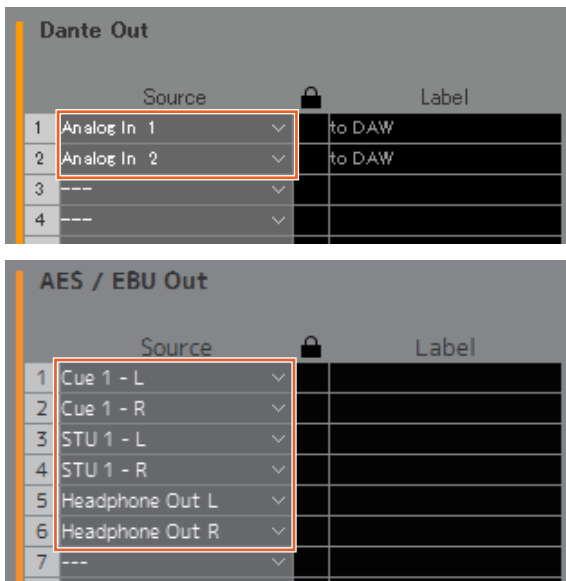 Dante Out
Source Label
1 Analog In 1 to DAW
2 Analog In 2 to DAW
3 ---
4 ---
AES / EBU Out
Source Label
1 Cue 1 - L
2 Cue 1 - R
3 STU 1 - L
4 STU 1 - R
5 Headphone Out L
6 Headphone Out R
7 ---